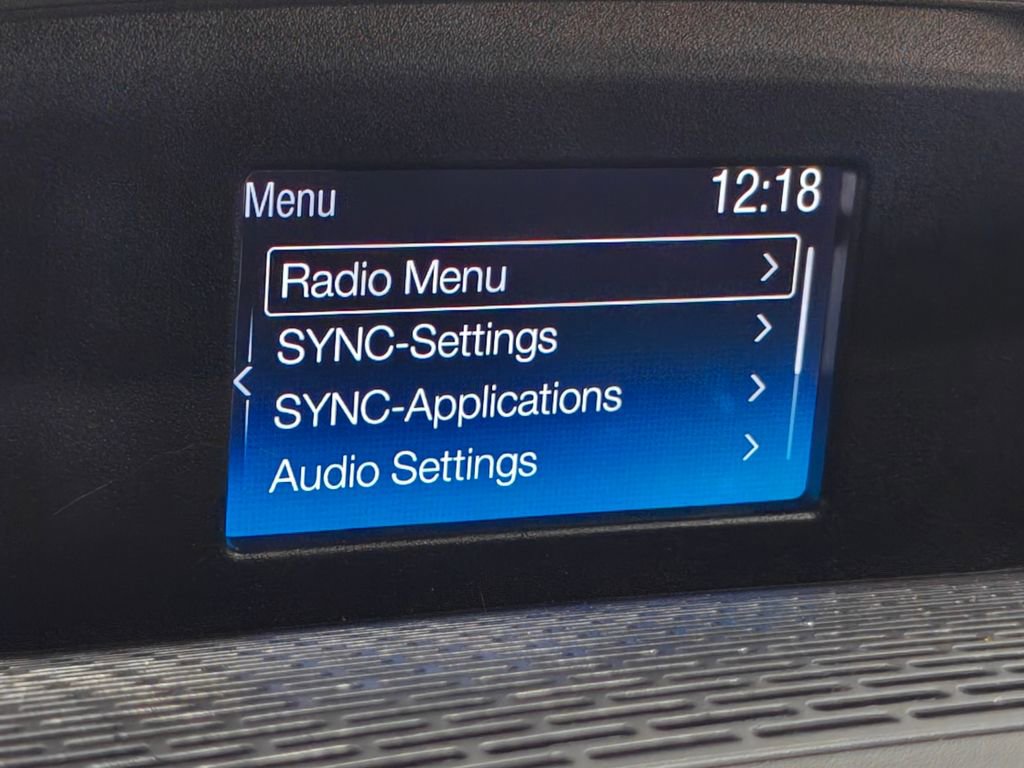 Menu 12:18
Radio Menu
SYNC-Settings
SYNC-Applications
Audio Settings